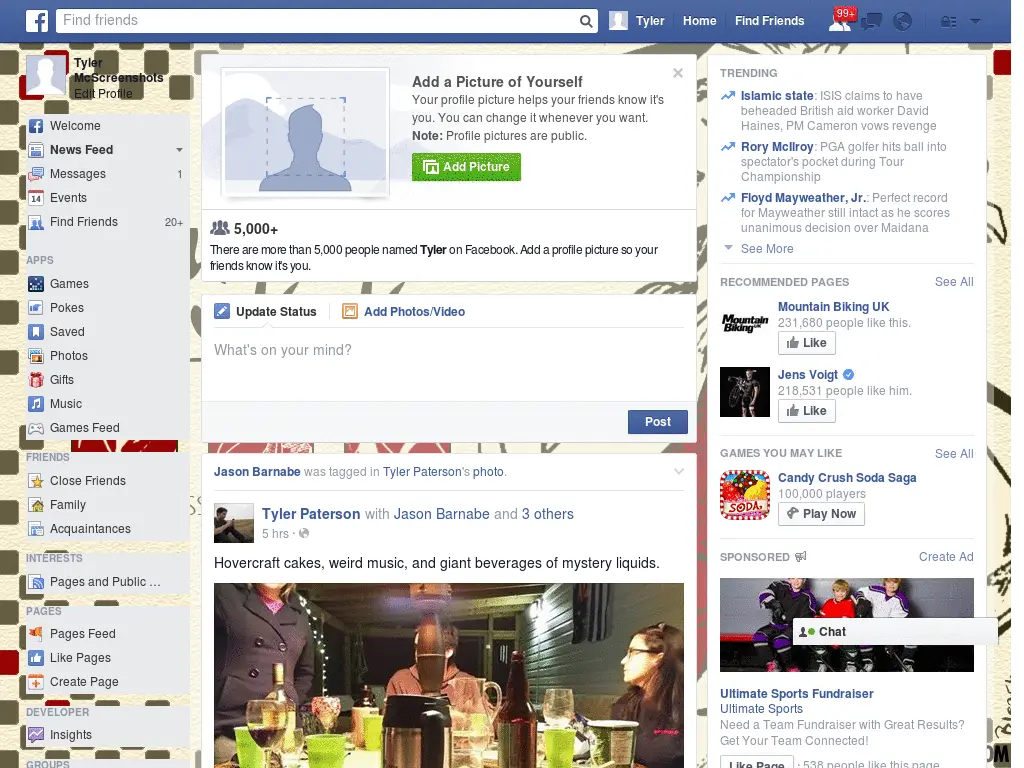 Find friends
Tyler
Home
Find Friends
99+
Tyler
McScreenshots
Edit Profile
Welcome
News Feed
Messages 1
14 Events
Find Friends 20+
APPS
Games
Pokes
Saved
Photos
Gifts
Music
Games Feed
FRIENDS
Close Friends
Family
Acquaintances
INTERESTS
Pages and Public ...
PAGES
Pages Feed
Like Pages
Create Page
DEVELOPER
Insights
GROUPS
Add a Picture of Yourself
Your profile picture helps your friends know it's
you. You can change it whenever you want.
Note: Profile pictures are public.
Add Picture
5,000+
There are more than 5,000 people named Tyler on Facebook. Add a profile picture so your
friends know it's you.
Update Status
Add Photos/Video
What's on your mind?
Post
Jason Barnabe was tagged in Tyler Paterson's photo.
Tyler Paterson with Jason Barnabe and 3 others
5 hrs ·
Hovercraft cakes, weird music, and giant beverages of mystery liquids.
TRENDING
Islamic state: ISIS claims to have
beheaded British aid worker David
Haines, PM Cameron vows revenge
Rory McIlroy: PGA golfer hits ball into
spectator's pocket during Tour
Championship
Floyd Mayweather, Jr.: Perfect record
for Mayweather still intact as he scores
unanimous decision over Maidana
See More
RECOMMENDED PAGES See All
Mountain Biking UK
Mountain
Biking UK
231,680 people like this.
Like
Jens Voigt
218,531 people like him.
Like
GAMES YOU MAY LIKE See All
Candy Crush Soda Saga
SODA
100,000 players
Play Now
SPONSORED Create Ad
Chat
Ultimate Sports Fundraiser
Ultimate Sports
Need a Team Fundraiser with Great Results?
Get Your Team Connected!
Like Page · 538 people like this page